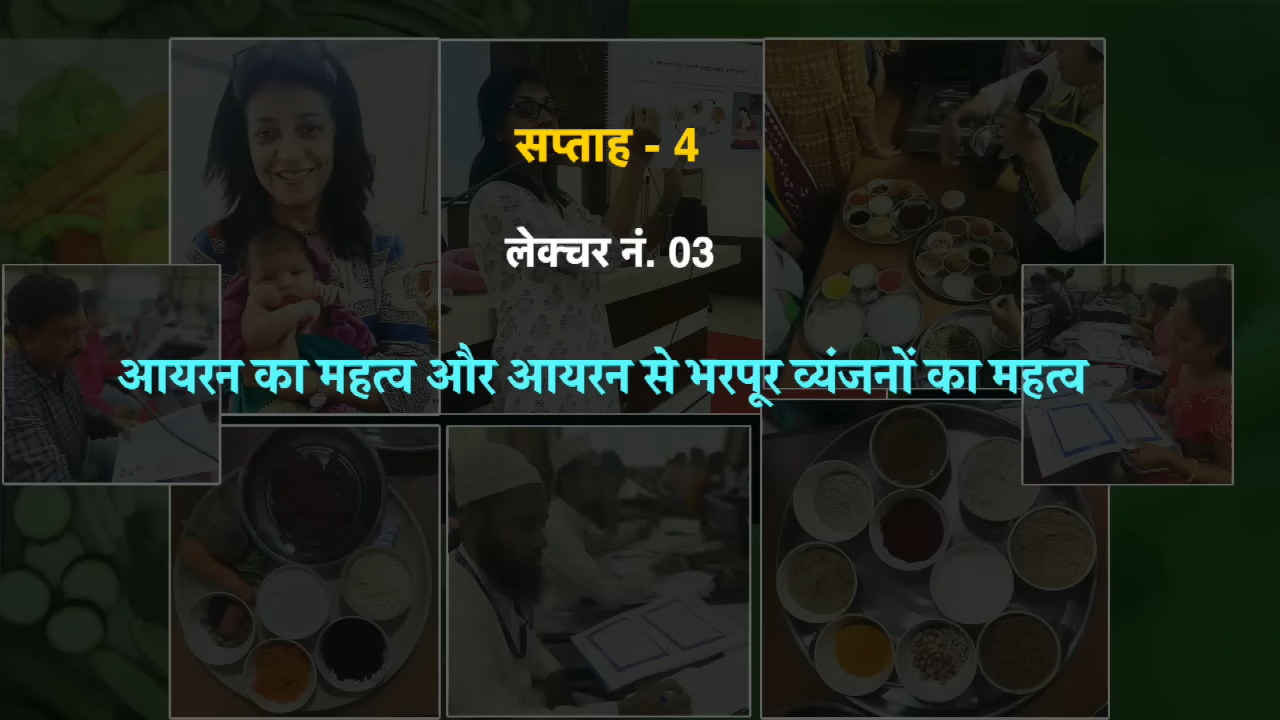 सप्ताह - 4
लेक्चर नं. 03
आयरन का महत्व और आयरन से भरपूर व्यंजनों का महत्व